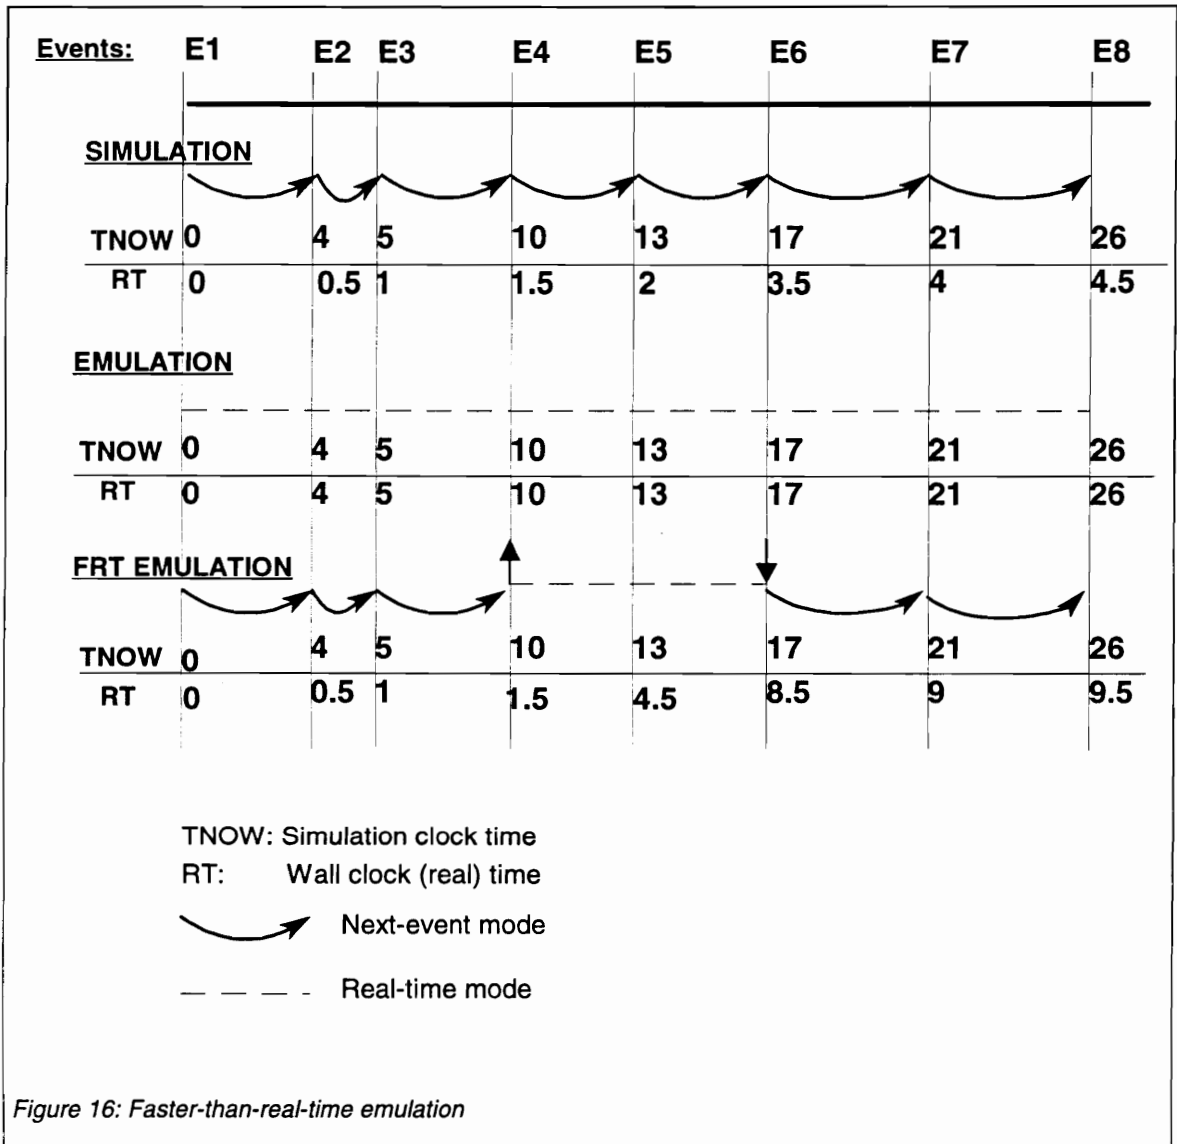 Events: E1 E2 E3 E4 E5 E6 E7 E8
SIMULATION
TNOW 0 4 5 10 13 17 21 26
RT 0 0.5 1 1.5 2 3.5 4 4.5
EMULATION
TNOW 0 4 5 10 13 17 21 26
RT 0 4 5 10 13 17 21 26
FRT EMULATION
TNOW 0 4 5 10 13 17 21 26
RT 0 0.5 1 1.5 4.5 8.5 9 9.5
TNOW: Simulation clock time
RT: Wall clock (real) time
Next-event mode
Real-time mode
Figure 16: Faster-than-real-time emulation